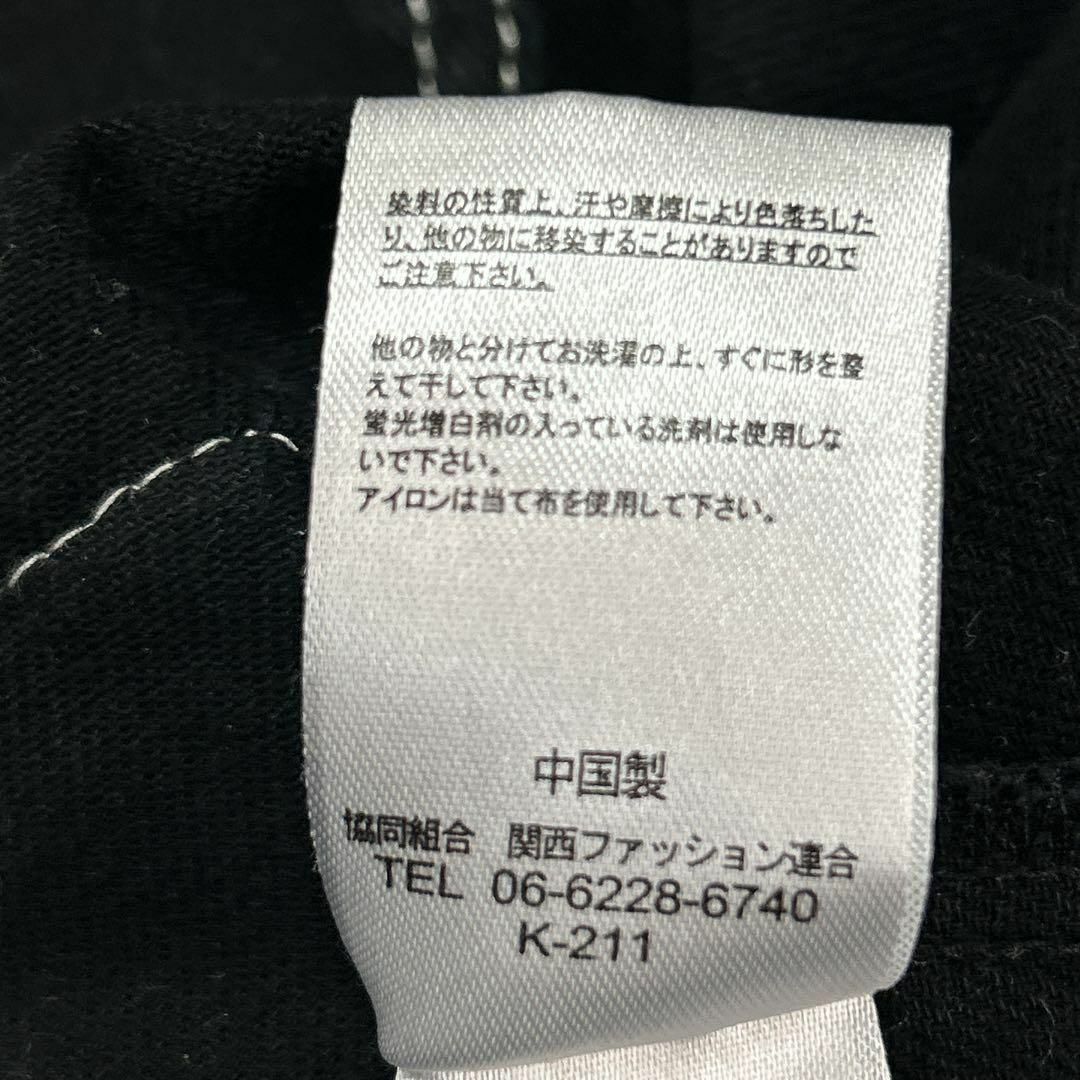 染料の性質上、汗や摩擦により色落ちした
り、他の物に移染することがありますので
ご注意下さい。
他の物と分けてお洗濯の上、すぐに形を整
えて干して下さい。
蛍光増白剤の入っている洗剤は使用しな
いで下さい。
アイロンは当て布を使用して下さい。
中国製
協同組合 関西ファッション連合
TEL 06-6228-6740
K-211